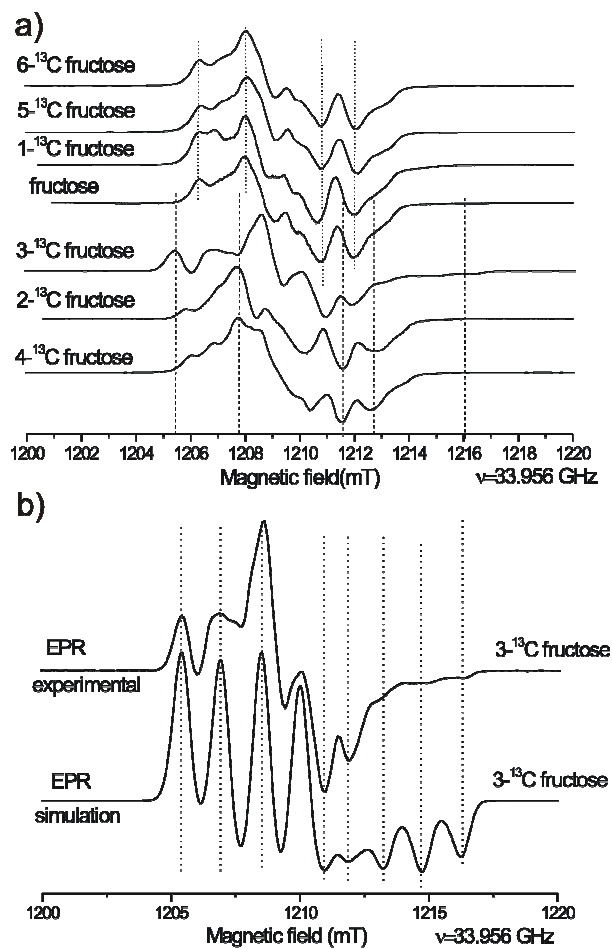 a)
6-¹³C fructose
5-¹³C fructose
1-¹³C fructose
fructose
3-¹³C fructose
2-¹³C fructose
4-¹³C fructose
1200 1202 1204 1206 1208 1210 1212 1214 1216 1218 1220
Magnetic field(mT) ν=33.956 GHz
b)
EPR
experimental
3-¹³C fructose
EPR
simulation
3-¹³C fructose
1200 1205 1210 1215 1220
Magnetic field (mT) ν=33.956 GHz